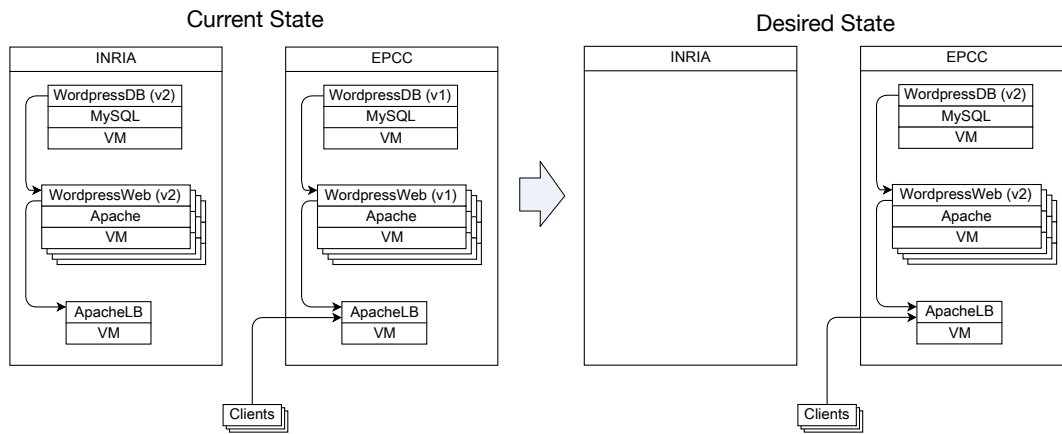 Current State
Desired State
INRIA
WordpressDB (v2)
MySQL
VM
WordpressWeb (v2)
Apache
VM
ApacheLB
VM
EPCC
WordpressDB (v1)
MySQL
VM
WordpressWeb (v1)
Apache
VM
ApacheLB
VM
Clients
INRIA
EPCC
WordpressDB (v2)
MySQL
VM
WordpressWeb (v2)
Apache
VM
ApacheLB
VM
Clients